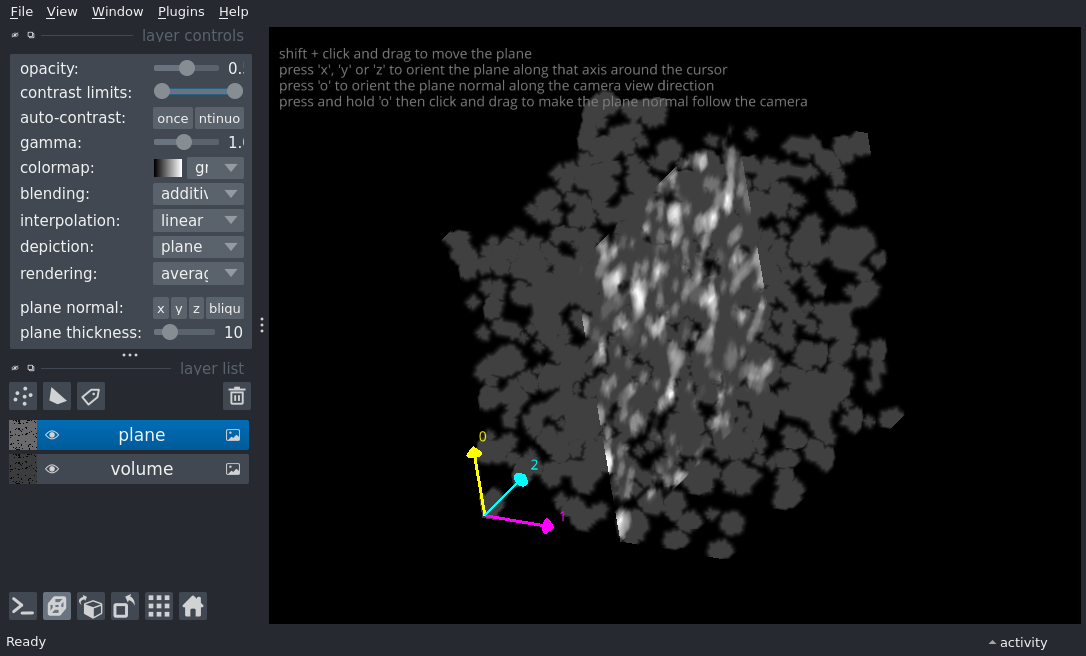 File View Window Plugins Help
layer controls
opacity: 0.
contrast limits:
auto-contrast: once ntinuo
gamma: 1.0
colormap: gr
blending: additiv
interpolation: linear
depiction: plane
rendering: averag
plane normal: x y z bliqu
plane thickness: 10
layer list
plane
volume
shift + click and drag to move the plane
press 'x', 'y' or 'z' to orient the plane along that axis around the cursor
press 'o' to orient the plane normal along the camera view direction
press and hold 'o' then click and drag to make the plane normal follow the camera
0
2
1
Ready
activity